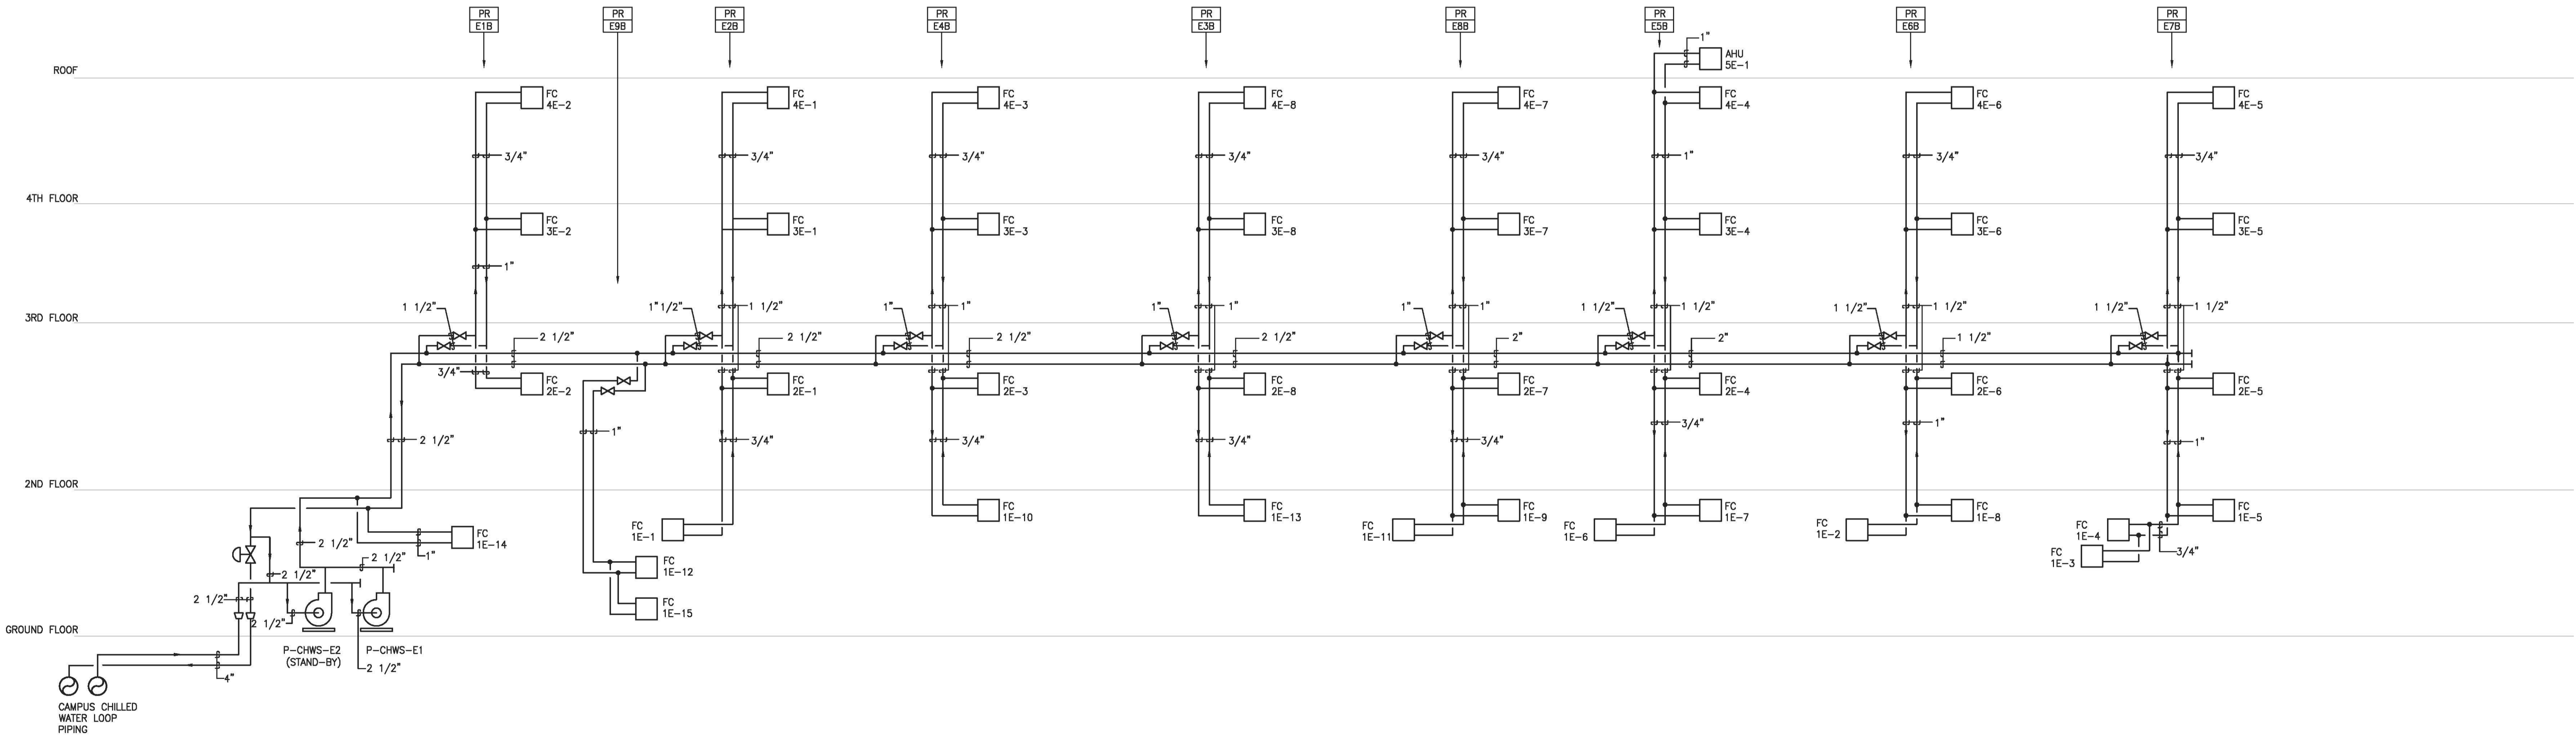 PR
E1B
PR
E9B
PR
E2B
PR
E4B
PR
E3B
PR
E8B
PR
E5B
PR
E6B
PR
E7B
1"
AHU
5E-1
ROOF
FC
4E-2
FC
4E-1
FC
4E-3
FC
4E-8
FC
4E-7
FC
4E-4
FC
4E-6
FC
4E-5
3/4"
3/4"
3/4"
3/4"
3/4"
1"
3/4"
3/4"
4TH FLOOR
FC
3E-2
FC
3E-1
FC
3E-3
FC
3E-8
FC
3E-7
FC
3E-4
FC
3E-6
FC
3E-5
1"
1 1/2"
1" 1/2"
1 1/2"
1"
1"
1"
1"
1"
1"
1 1/2"
1 1/2"
1 1/2"
1 1/2"
1 1/2"
1 1/2"
3RD FLOOR
2 1/2"
2 1/2"
2 1/2"
2 1/2"
2"
2"
1 1/2"
3/4"
FC
2E-2
FC
2E-1
FC
2E-3
FC
2E-8
FC
2E-7
FC
2E-4
FC
2E-6
FC
2E-5
2 1/2"
1"
3/4"
3/4"
3/4"
3/4"
3/4"
1"
1"
2ND FLOOR
FC
1E-14
1"
FC
1E-1
FC
1E-10
FC
1E-13
FC
1E-11
FC
1E-9
FC
1E-6
FC
1E-7
FC
1E-2
FC
1E-8
FC
1E-4
FC
1E-5
FC
1E-3
3/4"
2 1/2"
2 1/2"
2 1/2"
FC
1E-12
2 1/2"
FC
1E-15
2 1/2"
GROUND FLOOR
P-CHWS-E2
(STAND-BY)
P-CHWS-E1
2 1/2"
4"
CAMPUS CHILLED
WATER LOOP
PIPING